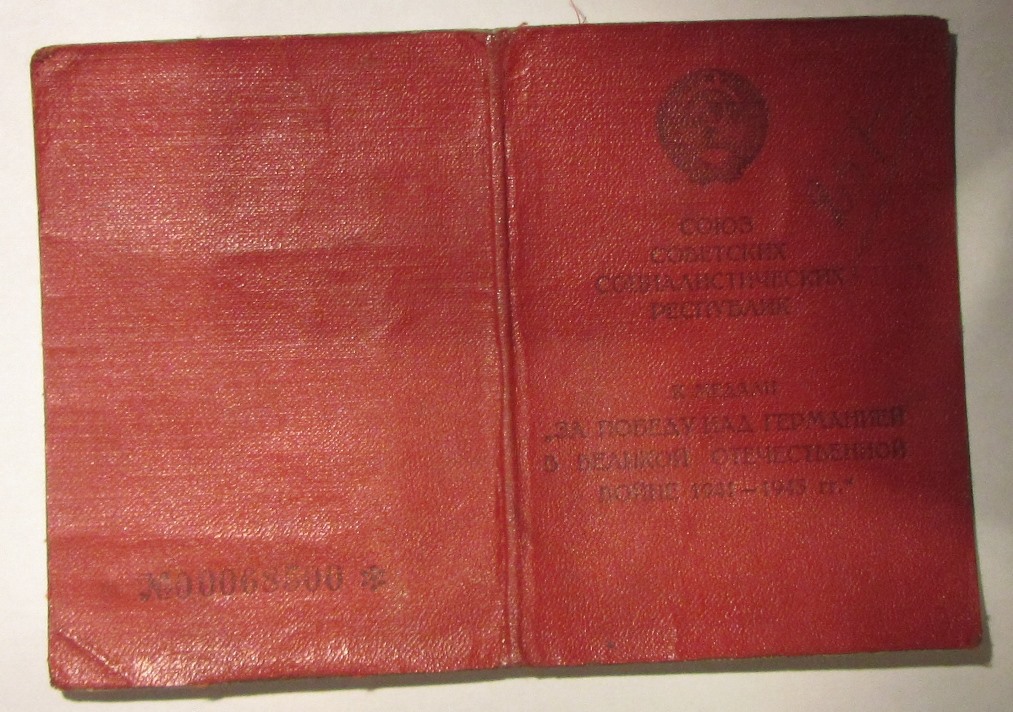 №00068500 *
СОЮЗ
СОВЕТСКИХ
СОЦИАЛИСТИЧЕСКИХ
РЕСПУБЛИК
К МЕДАЛИ
„ЗА ПОБЕДУ НАД ГЕРМАНИЕЙ
В ВЕЛИКОЙ ОТЕЧЕСТВЕННОЙ
ВОЙНЕ 1941—1945 гг.“